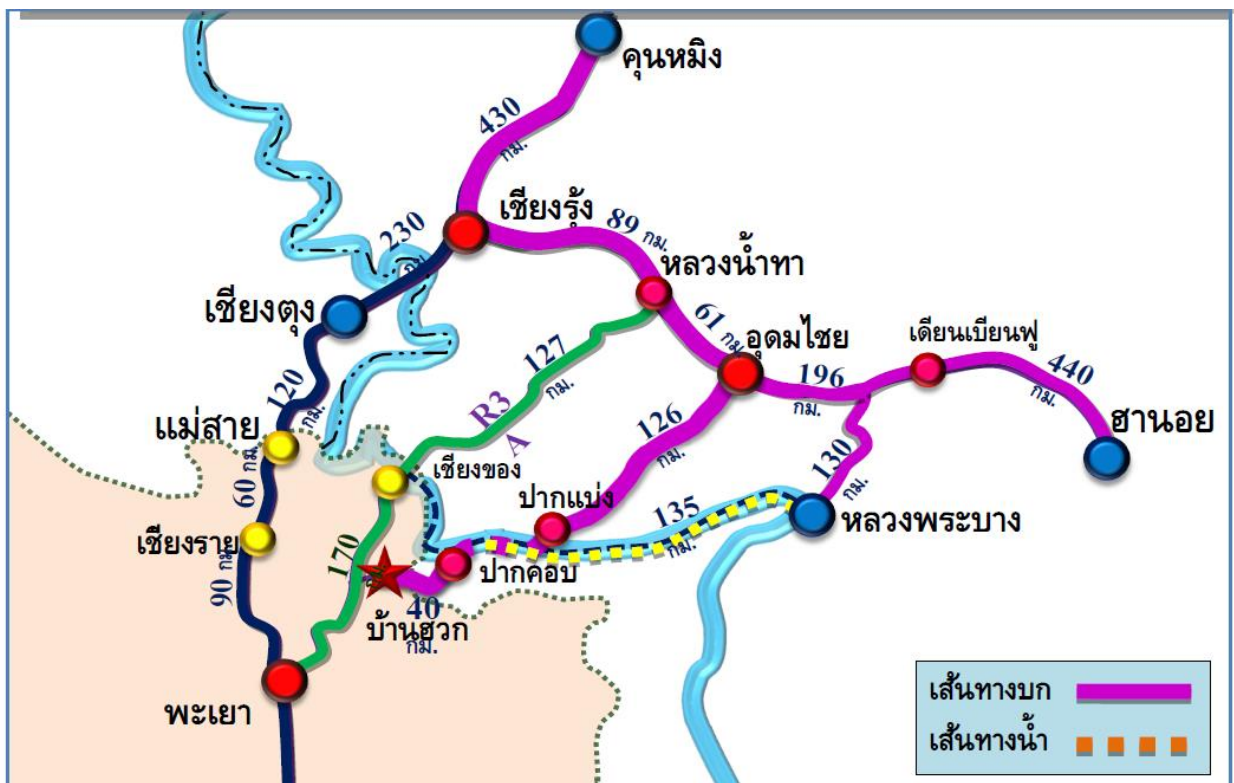 คุนหมิง
430
กม.
เชียงรุ้ง
89 กม.
230
กม.
หลวงน้ำทา
เชียงตุง
61 กม.
อุดมไชย
เดียนเบียนฟู
127
กม.
196
กม.
440
กม.
120
กม.
R3
A
126
กม.
ฮานอย
แม่สาย
เชียงของ
130
กม.
60 กม.
ปากแบ่ง
135
กม.
หลวงพระบาง
เชียงราย
170
กม.
ปากคอบ
90 กม.
40
กม.
บ้านฮวก
พะเยา
เส้นทางบก
เส้นทางน้ำ